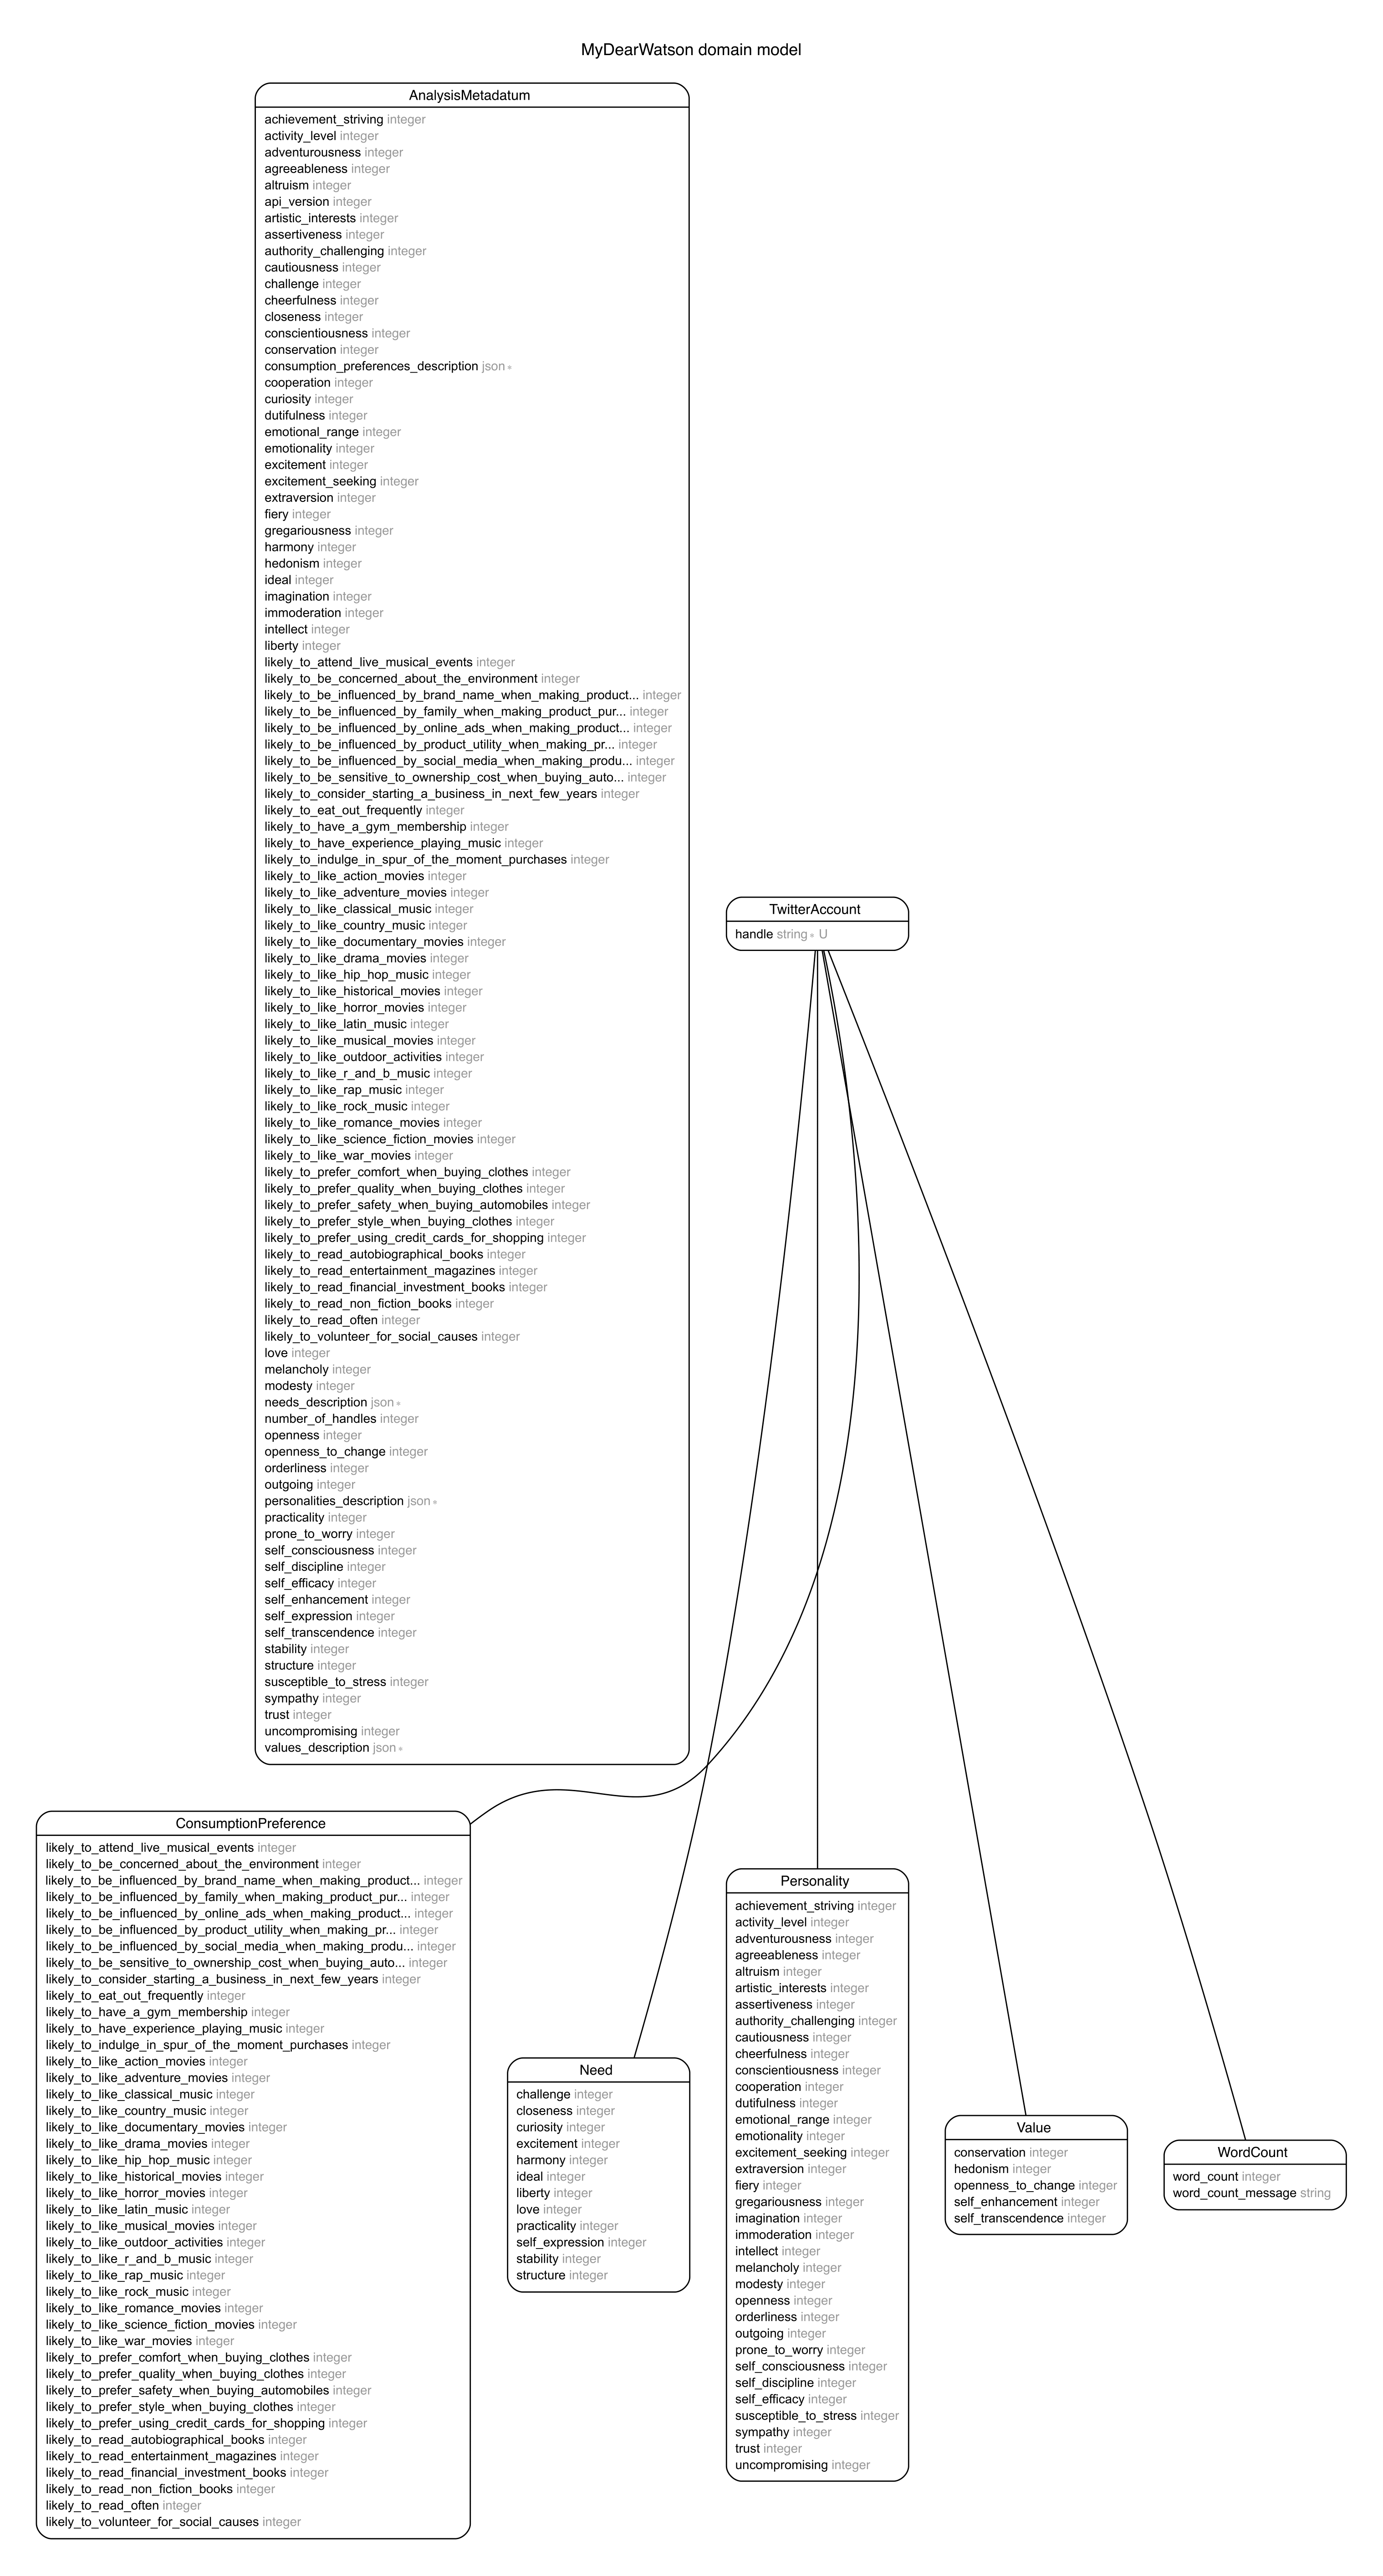 MyDearWatson domain model
AnalysisMetadatum
achievement_striving integer
activity_level integer
adventurousness integer
agreeableness integer
altruism integer
api_version integer
artistic_interests integer
assertiveness integer
authority_challenging integer
cautiousness integer
challenge integer
cheerfulness integer
closeness integer
conscientiousness integer
conservation integer
consumption_preferences_description json ∗
cooperation integer
curiosity integer
dutifulness integer
emotional_range integer
emotionality integer
excitement integer
excitement_seeking integer
extraversion integer
fiery integer
gregariousness integer
harmony integer
hedonism integer
ideal integer
imagination integer
immoderation integer
intellect integer
liberty integer
likely_to_attend_live_musical_events integer
likely_to_be_concerned_about_the_environment integer
likely_to_be_influenced_by_brand_name_when_making_product... integer
likely_to_be_influenced_by_family_when_making_product_pur... integer
likely_to_be_influenced_by_online_ads_when_making_product... integer
likely_to_be_influenced_by_product_utility_when_making_pr... integer
likely_to_be_influenced_by_social_media_when_making_produ... integer
likely_to_be_sensitive_to_ownership_cost_when_buying_auto... integer
likely_to_consider_starting_a_business_in_next_few_years integer
likely_to_eat_out_frequently integer
likely_to_have_a_gym_membership integer
likely_to_have_experience_playing_music integer
likely_to_indulge_in_spur_of_the_moment_purchases integer
likely_to_like_action_movies integer
likely_to_like_adventure_movies integer
likely_to_like_classical_music integer
likely_to_like_country_music integer
likely_to_like_documentary_movies integer
likely_to_like_drama_movies integer
likely_to_like_hip_hop_music integer
likely_to_like_historical_movies integer
likely_to_like_horror_movies integer
likely_to_like_latin_music integer
likely_to_like_musical_movies integer
likely_to_like_outdoor_activities integer
likely_to_like_r_and_b_music integer
likely_to_like_rap_music integer
likely_to_like_rock_music integer
likely_to_like_romance_movies integer
likely_to_like_science_fiction_movies integer
likely_to_like_war_movies integer
likely_to_prefer_comfort_when_buying_clothes integer
likely_to_prefer_quality_when_buying_clothes integer
likely_to_prefer_safety_when_buying_automobiles integer
likely_to_prefer_style_when_buying_clothes integer
likely_to_prefer_using_credit_cards_for_shopping integer
likely_to_read_autobiographical_books integer
likely_to_read_entertainment_magazines integer
likely_to_read_financial_investment_books integer
likely_to_read_non_fiction_books integer
likely_to_read_often integer
likely_to_volunteer_for_social_causes integer
love integer
melancholy integer
modesty integer
needs_description json ∗
number_of_handles integer
openness integer
openness_to_change integer
orderliness integer
outgoing integer
personalities_description json ∗
practicality integer
prone_to_worry integer
self_consciousness integer
self_discipline integer
self_efficacy integer
self_enhancement integer
self_expression integer
self_transcendence integer
stability integer
structure integer
susceptible_to_stress integer
sympathy integer
trust integer
uncompromising integer
values_description json ∗
TwitterAccount
handle string ∗ U
ConsumptionPreference
likely_to_attend_live_musical_events integer
likely_to_be_concerned_about_the_environment integer
likely_to_be_influenced_by_brand_name_when_making_product... integer
likely_to_be_influenced_by_family_when_making_product_pur... integer
likely_to_be_influenced_by_online_ads_when_making_product... integer
likely_to_be_influenced_by_product_utility_when_making_pr... integer
likely_to_be_influenced_by_social_media_when_making_produ... integer
likely_to_be_sensitive_to_ownership_cost_when_buying_auto... integer
likely_to_consider_starting_a_business_in_next_few_years integer
likely_to_eat_out_frequently integer
likely_to_have_a_gym_membership integer
likely_to_have_experience_playing_music integer
likely_to_indulge_in_spur_of_the_moment_purchases integer
likely_to_like_action_movies integer
likely_to_like_adventure_movies integer
likely_to_like_classical_music integer
likely_to_like_country_music integer
likely_to_like_documentary_movies integer
likely_to_like_drama_movies integer
likely_to_like_hip_hop_music integer
likely_to_like_historical_movies integer
likely_to_like_horror_movies integer
likely_to_like_latin_music integer
likely_to_like_musical_movies integer
likely_to_like_outdoor_activities integer
likely_to_like_r_and_b_music integer
likely_to_like_rap_music integer
likely_to_like_rock_music integer
likely_to_like_romance_movies integer
likely_to_like_science_fiction_movies integer
likely_to_like_war_movies integer
likely_to_prefer_comfort_when_buying_clothes integer
likely_to_prefer_quality_when_buying_clothes integer
likely_to_prefer_safety_when_buying_automobiles integer
likely_to_prefer_style_when_buying_clothes integer
likely_to_prefer_using_credit_cards_for_shopping integer
likely_to_read_autobiographical_books integer
likely_to_read_entertainment_magazines integer
likely_to_read_financial_investment_books integer
likely_to_read_non_fiction_books integer
likely_to_read_often integer
likely_to_volunteer_for_social_causes integer
Need
challenge integer
closeness integer
curiosity integer
excitement integer
harmony integer
ideal integer
liberty integer
love integer
practicality integer
self_expression integer
stability integer
structure integer
Personality
achievement_striving integer
activity_level integer
adventurousness integer
agreeableness integer
altruism integer
artistic_interests integer
assertiveness integer
authority_challenging integer
cautiousness integer
cheerfulness integer
conscientiousness integer
cooperation integer
dutifulness integer
emotional_range integer
emotionality integer
excitement_seeking integer
extraversion integer
fiery integer
gregariousness integer
imagination integer
immoderation integer
intellect integer
melancholy integer
modesty integer
openness integer
orderliness integer
outgoing integer
prone_to_worry integer
self_consciousness integer
self_discipline integer
self_efficacy integer
susceptible_to_stress integer
sympathy integer
trust integer
uncompromising integer
Value
conservation integer
hedonism integer
openness_to_change integer
self_enhancement integer
self_transcendence integer
WordCount
word_count integer
word_count_message string